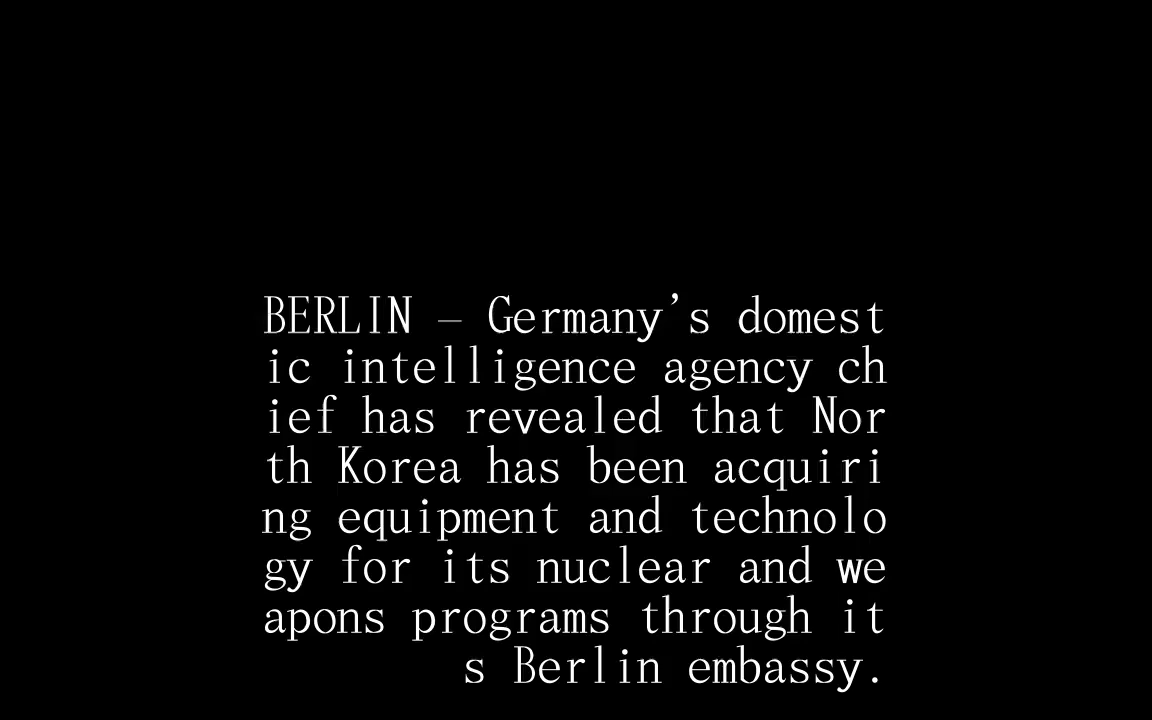 BERLIN – Germany’s domest
ic intelligence agency ch
ief has revealed that Nor
th Korea has been acquiri
ng equipment and technolo
gy for its nuclear and we
apons programs through it
s Berlin embassy.